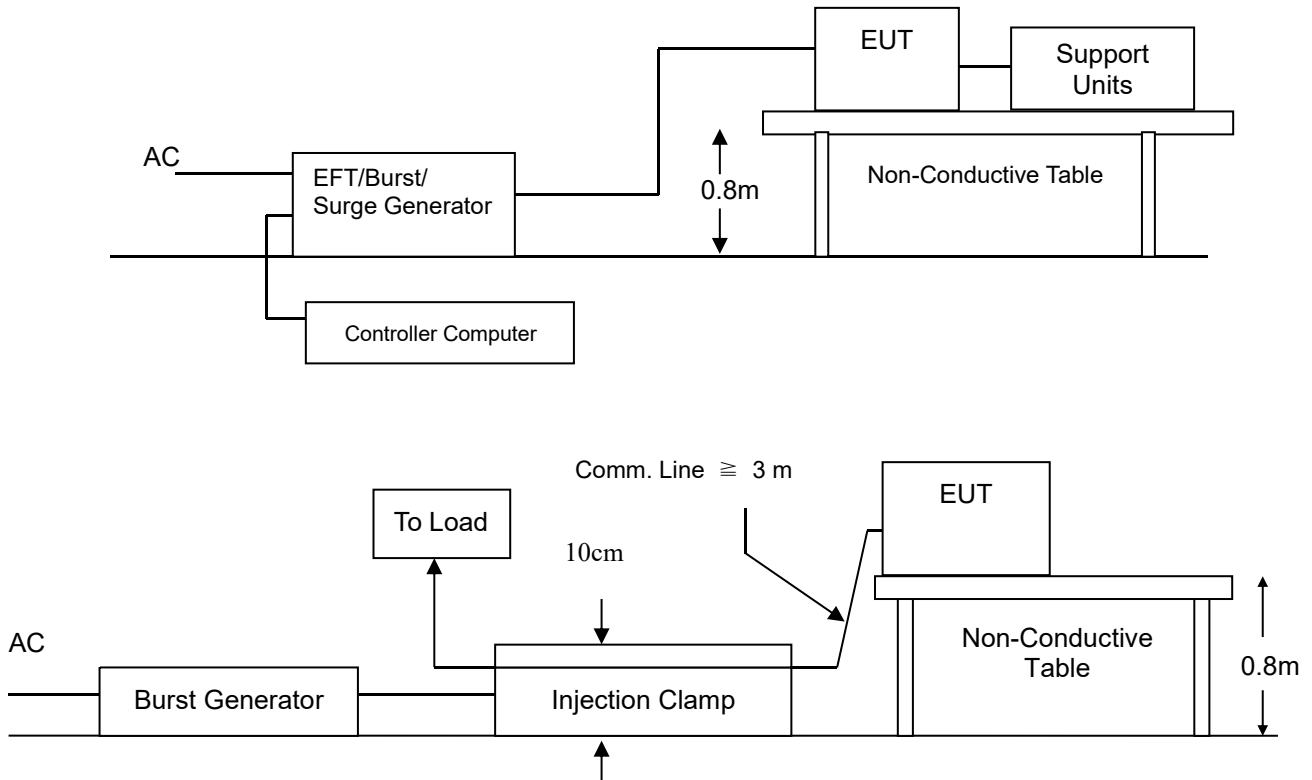 EUT
Support
Units
AC
EFT/Burst/
Surge Generator
0.8m
Non-Conductive Table
Controller Computer
Comm. Line ≧ 3 m
EUT
To Load
10cm
AC
Burst Generator
Injection Clamp
Non-Conductive
Table
0.8m